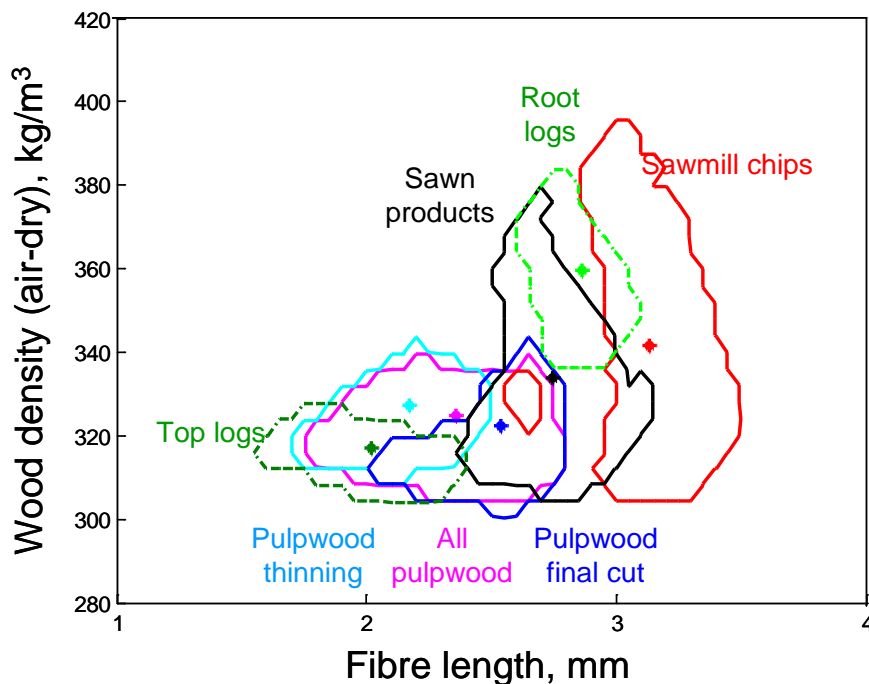 Wood density (air-dry), kg/m³
420
400
380
360
340
320
300
280
Root
logs
Sawmill chips
Sawn
products
Top logs
Pulpwood
thinning
All
pulpwood
Pulpwood
final cut
1
2
3
4
Fibre length, mm